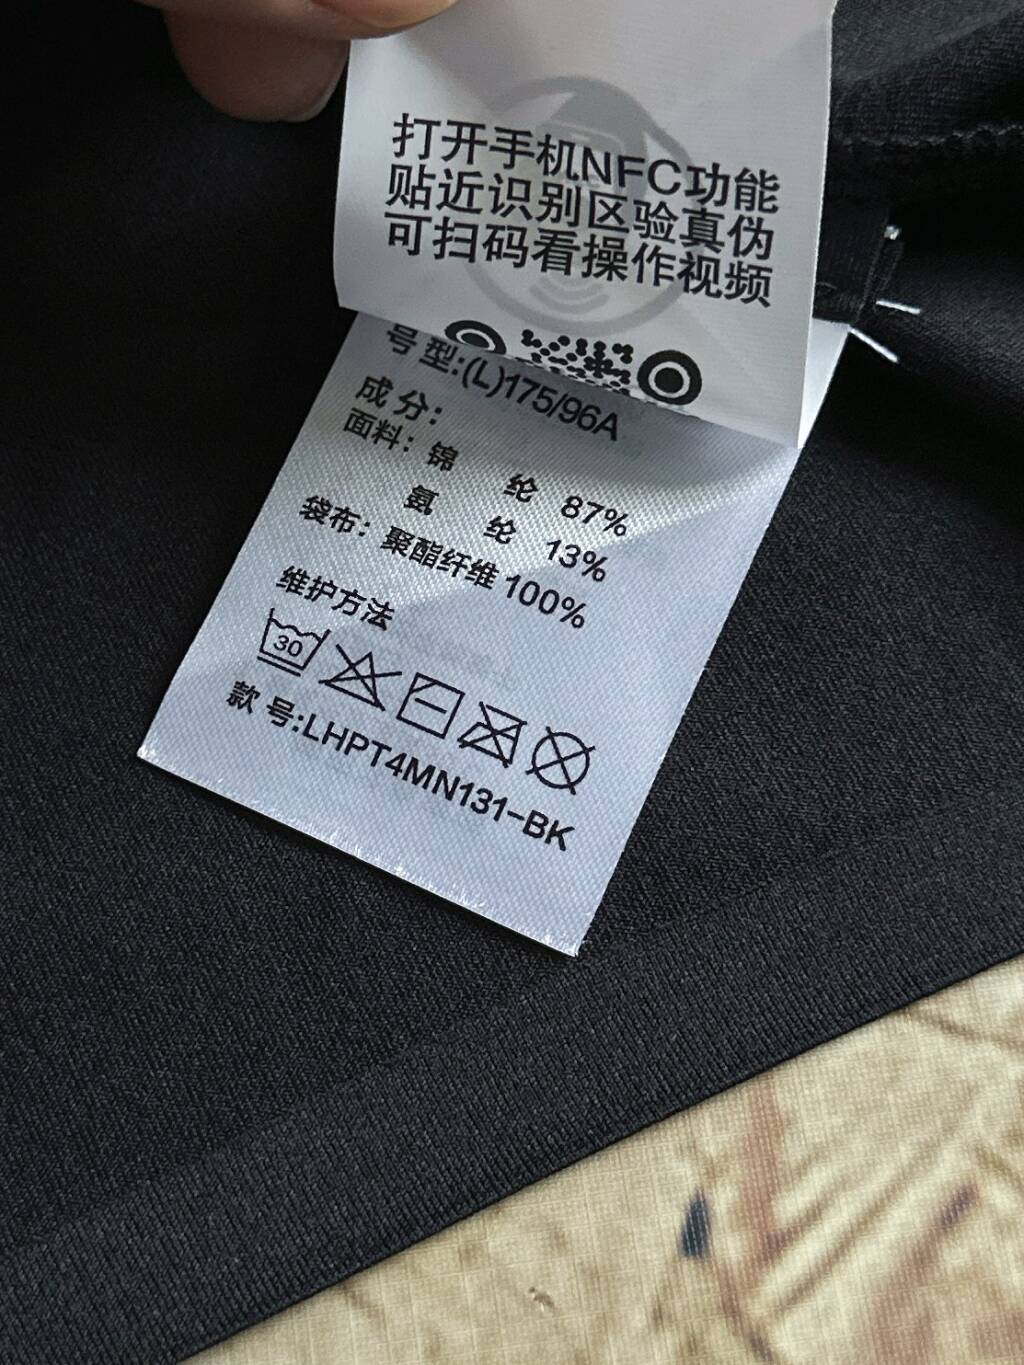 打开手机NFC功能
贴近识别区验真伪
可扫码看操作视频
号型:(L)175/96A
成分:
面料: 锦 纶 87%
氨 纶 13%
袋布: 聚酯纤维 100%
维护方法
30
款 号:LHPT4MN131-BK